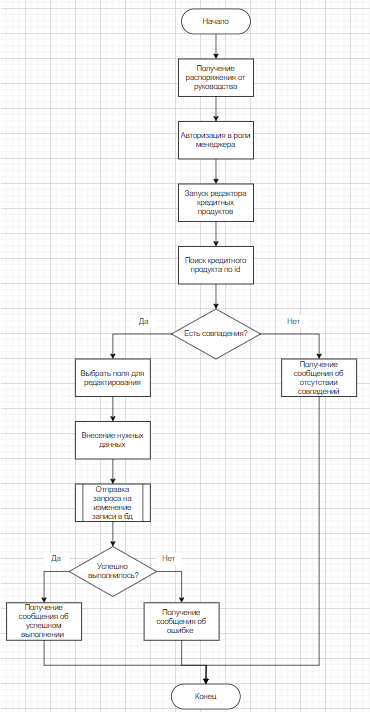 Начало
Получение
распоряжения от
руководства
Авторизация в роли
менеджера
Запуск редактора
кредитных
продуктов
Поиск кредитного
продукта по id
Есть совпадения?
Да
Нет
Выбрать поля для
редактирования
Получение
сообщения об
отсутствии
совпадений
Внесение нужных
данных
Отправка
запроса на
изменение
записи в бд
Успешно
выполнилось?
Да
Нет
Получение
сообщения об
успешном
выполнении
Получение
сообщения об
ошибке
Конец